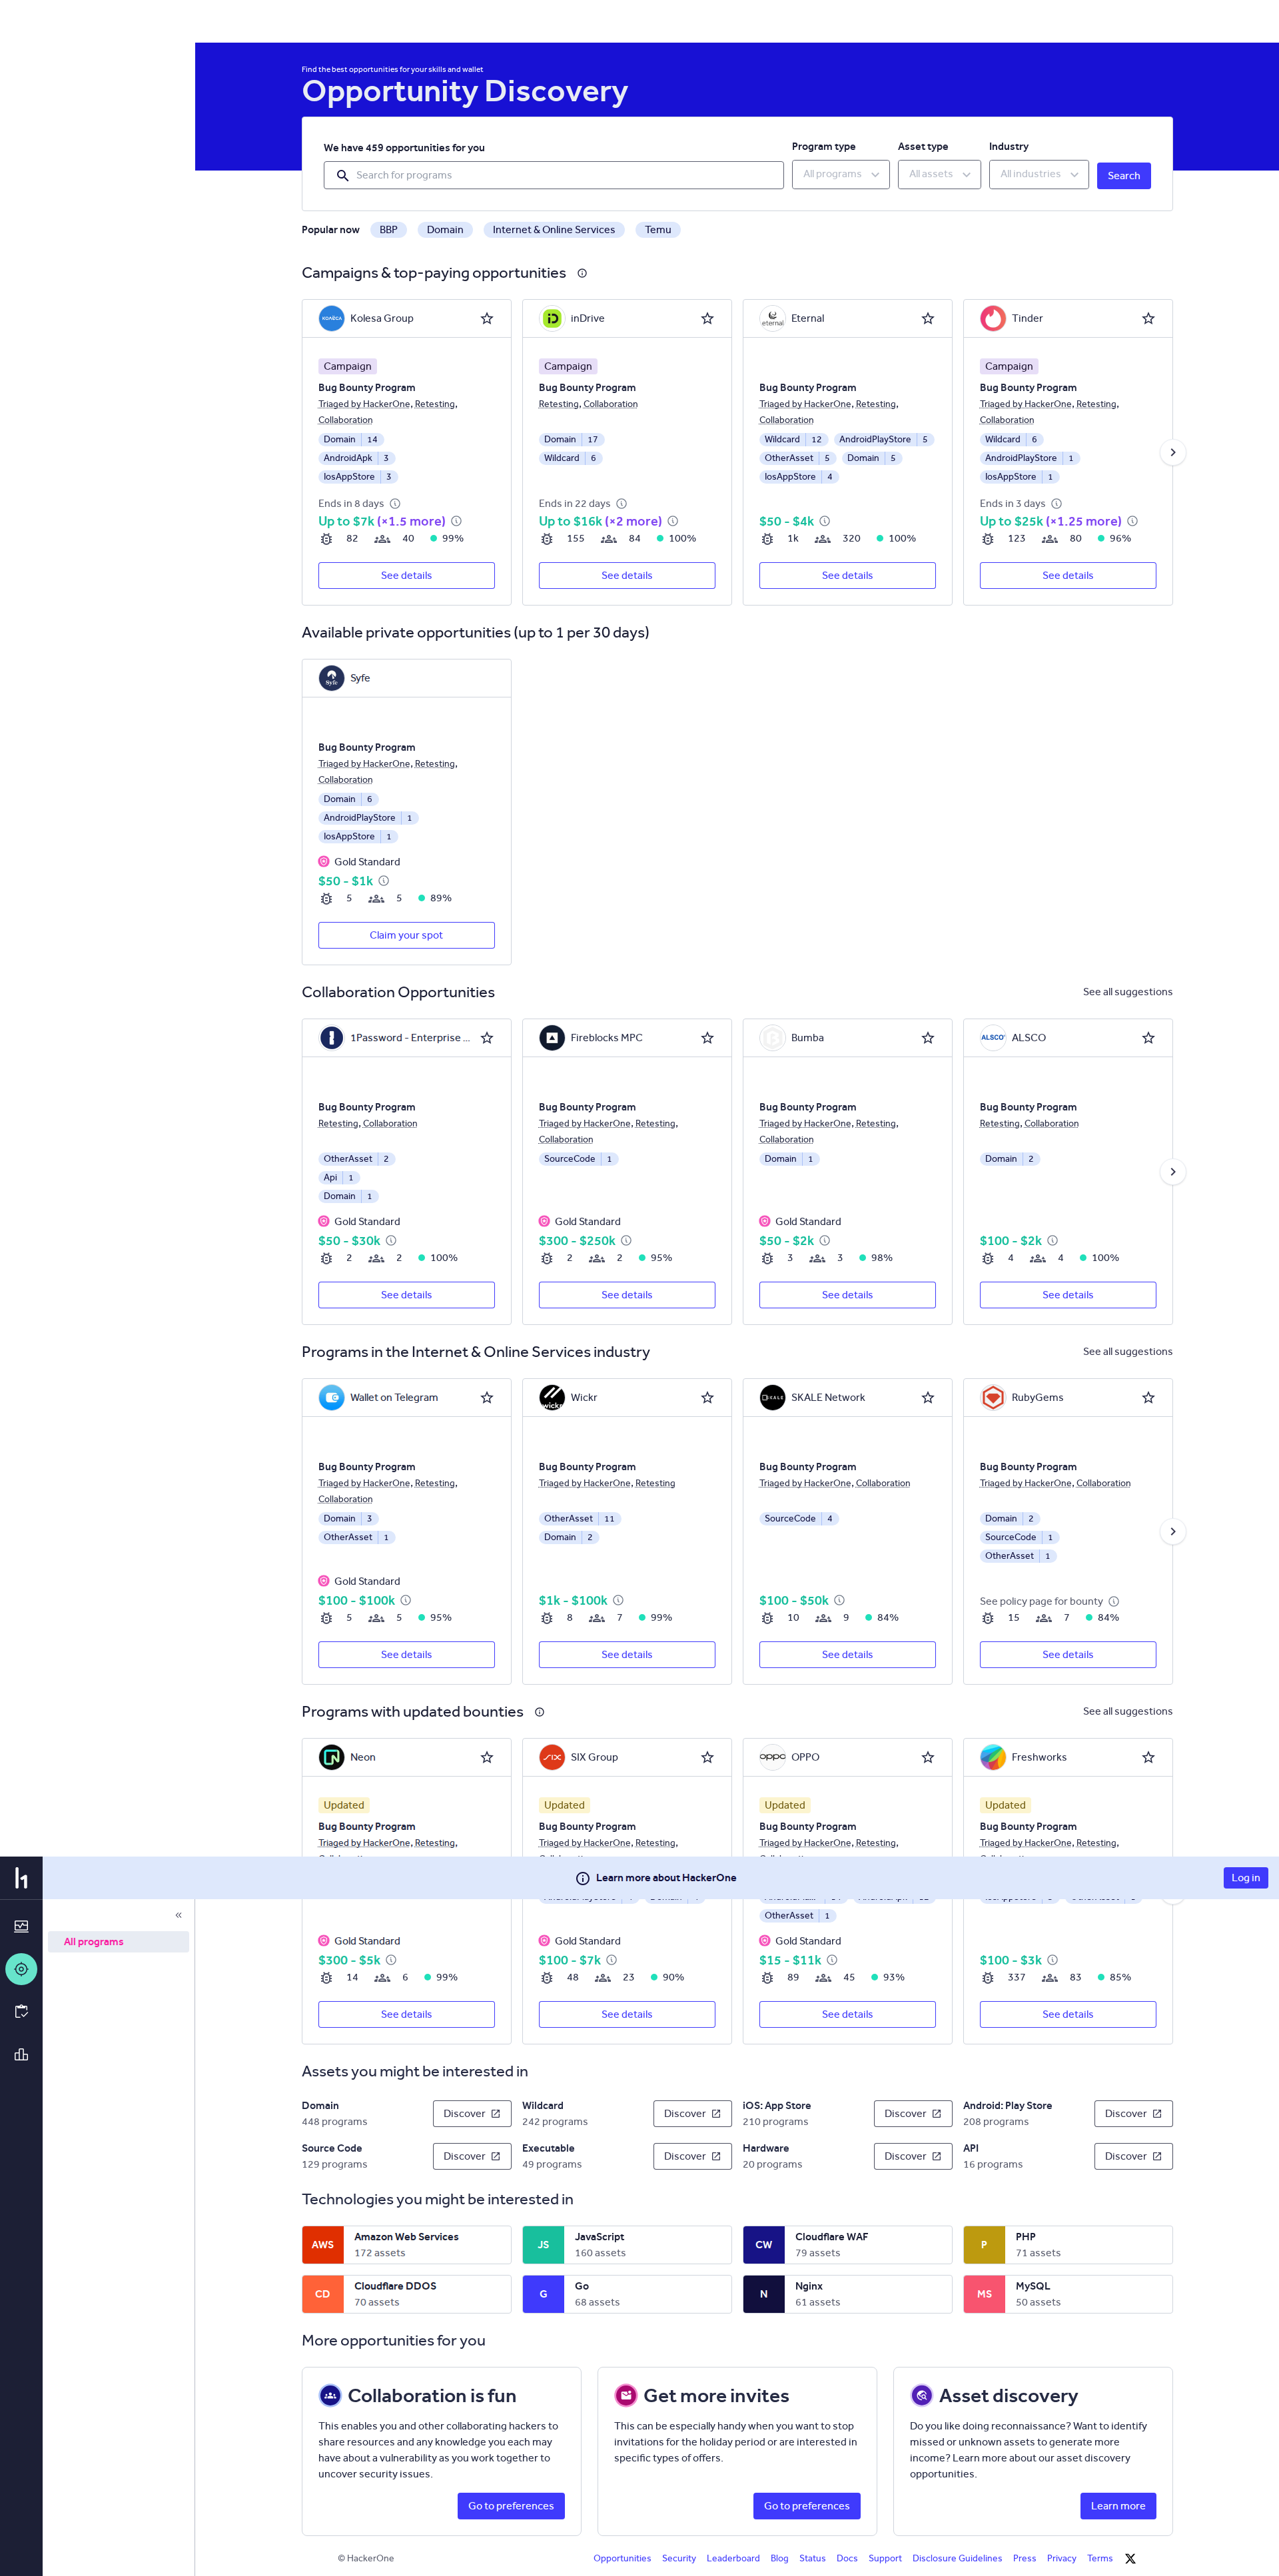 Find the best opportunities for your skills and wallet
Opportunity Discovery
We have 459 opportunities for you
Program type
Asset type
Industry
Search for programs
All programs
All assets
All industries
Search
Popular now BBP Domain Internet & Online Services Temu
Campaigns & top-paying opportunities
Kolesa Group
Campaign
Bug Bounty Program
Triaged by HackerOne, Retesting,
Collaboration
Domain 14
AndroidApk 3
IosAppStore 3
Ends in 8 days
Up to $7k (×1.5 more)
82 40 99%
See details
inDrive
Campaign
Bug Bounty Program
Retesting, Collaboration
Domain 17
Wildcard 6
Ends in 22 days
Up to $16k (×2 more)
155 84 100%
See details
eternal
Eternal
Bug Bounty Program
Triaged by HackerOne, Retesting,
Collaboration
Wildcard 12 AndroidPlayStore 5
OtherAsset 5 Domain 5
IosAppStore 4
$50 - $4k
1k 320 100%
See details
Tinder
Campaign
Bug Bounty Program
Triaged by HackerOne, Retesting,
Collaboration
Wildcard 6
AndroidPlayStore 1
IosAppStore 1
Ends in 3 days
Up to $25k (×1.25 more)
123 80 96%
See details
Available private opportunities (up to 1 per 30 days)
Syfe
Syfe
Bug Bounty Program
Triaged by HackerOne, Retesting,
Collaboration
Domain 6
AndroidPlayStore 1
IosAppStore 1
Gold Standard
$50 - $1k
5 5 89%
Claim your spot
Collaboration Opportunities
See all suggestions
1Password - Enterprise ...
Bug Bounty Program
Retesting, Collaboration
OtherAsset 2
Api 1
Domain 1
Gold Standard
$50 - $30k
2 2 100%
See details
Fireblocks MPC
Bug Bounty Program
Triaged by HackerOne, Retesting,
Collaboration
SourceCode 1
Gold Standard
$300 - $250k
2 2 95%
See details
Bumba
Bug Bounty Program
Triaged by HackerOne, Retesting,
Collaboration
Domain 1
Gold Standard
$50 - $2k
3 3 98%
See details
ALSCO
ALSCO
Bug Bounty Program
Retesting, Collaboration
Domain 2
$100 - $2k
4 4 100%
See details
Programs in the Internet & Online Services industry
See all suggestions
Wallet on Telegram
Bug Bounty Program
Triaged by HackerOne, Retesting,
Collaboration
Domain 3
OtherAsset 1
Gold Standard
$100 - $100k
5 5 95%
See details
wickr
Wickr
Bug Bounty Program
Triaged by HackerOne, Retesting
OtherAsset 11
Domain 2
$1k - $100k
8 7 99%
See details
SKALE
SKALE Network
Bug Bounty Program
Triaged by HackerOne, Collaboration
SourceCode 4
$100 - $50k
10 9 84%
See details
RubyGems
Bug Bounty Program
Triaged by HackerOne, Collaboration
Domain 2
SourceCode 1
OtherAsset 1
See policy page for bounty
15 7 84%
See details
Programs with updated bounties
See all suggestions
Neon
Updated
Bug Bounty Program
Triaged by HackerOne, Retesting,
SIX
SIX Group
Updated
Bug Bounty Program
Triaged by HackerOne, Retesting,
oppo
OPPO
Updated
Bug Bounty Program
Triaged by HackerOne, Retesting,
Freshworks
Updated
Bug Bounty Program
Triaged by HackerOne, Retesting,
Learn more about HackerOne
Log in
«
All programs
Gold Standard
$300 - $5k
14 6 99%
See details
Gold Standard
$100 - $7k
48 23 90%
See details
OtherAsset 1
Gold Standard
$15 - $11k
89 45 93%
See details
$100 - $3k
337 83 85%
See details
Assets you might be interested in
Domain
448 programs
Discover
Wildcard
242 programs
Discover
iOS: App Store
210 programs
Discover
Android: Play Store
208 programs
Discover
Source Code
129 programs
Discover
Executable
49 programs
Discover
Hardware
20 programs
Discover
API
16 programs
Discover
Technologies you might be interested in
AWS
Amazon Web Services
172 assets
JS
JavaScript
160 assets
CW
Cloudflare WAF
79 assets
P
PHP
71 assets
CD
Cloudflare DDOS
70 assets
G
Go
68 assets
N
Nginx
61 assets
MS
MySQL
50 assets
More opportunities for you
Collaboration is fun
This enables you and other collaborating hackers to
share resources and any knowledge you each may
have about a vulnerability as you work together to
uncover security issues.
Go to preferences
Get more invites
This can be especially handy when you want to stop
invitations for the holiday period or are interested in
specific types of offers.
Go to preferences
Asset discovery
Do you like doing reconnaissance? Want to identify
missed or unknown assets to generate more
income? Learn more about our asset discovery
opportunities.
Learn more
© HackerOne
Opportunities Security Leaderboard Blog Status Docs Support Disclosure Guidelines Press Privacy Terms